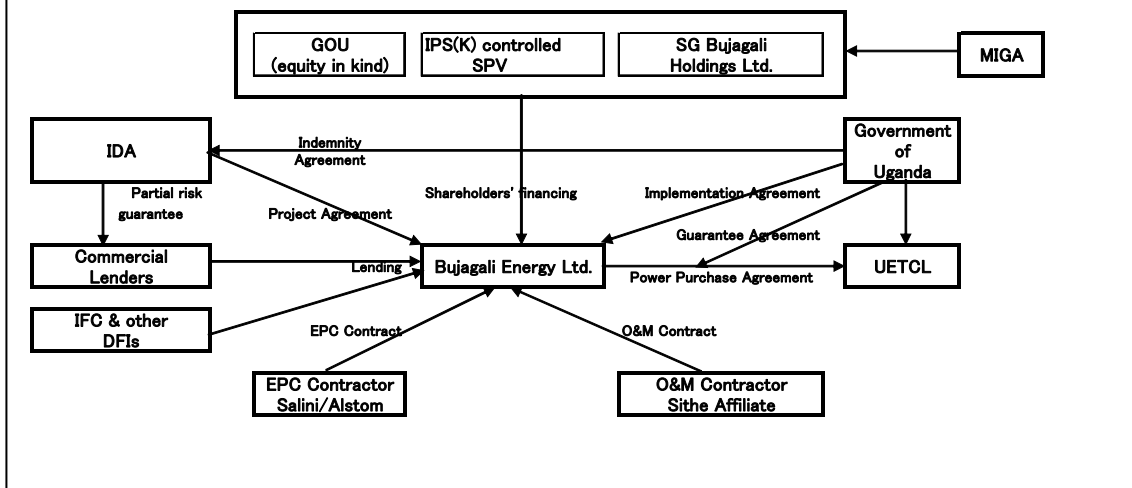 GOU
(equity in kind)
IPS(K) controlled
SPV
SG Bujagali
Holdings Ltd.
MIGA
IDA
Indemnity
Agreement
Government
of
Uganda
Partial risk
guarantee
Project Agreement
Shareholders' financing
Implementation Agreement
Guarantee Agreement
Commercial
Lenders
Lending
Bujagali Energy Ltd.
Power Purchase Agreement
UETCL
IFC & other
DFIs
EPC Contract
O&M Contract
EPC Contractor
Salini/Alstom
O&M Contractor
Sithe Affiliate